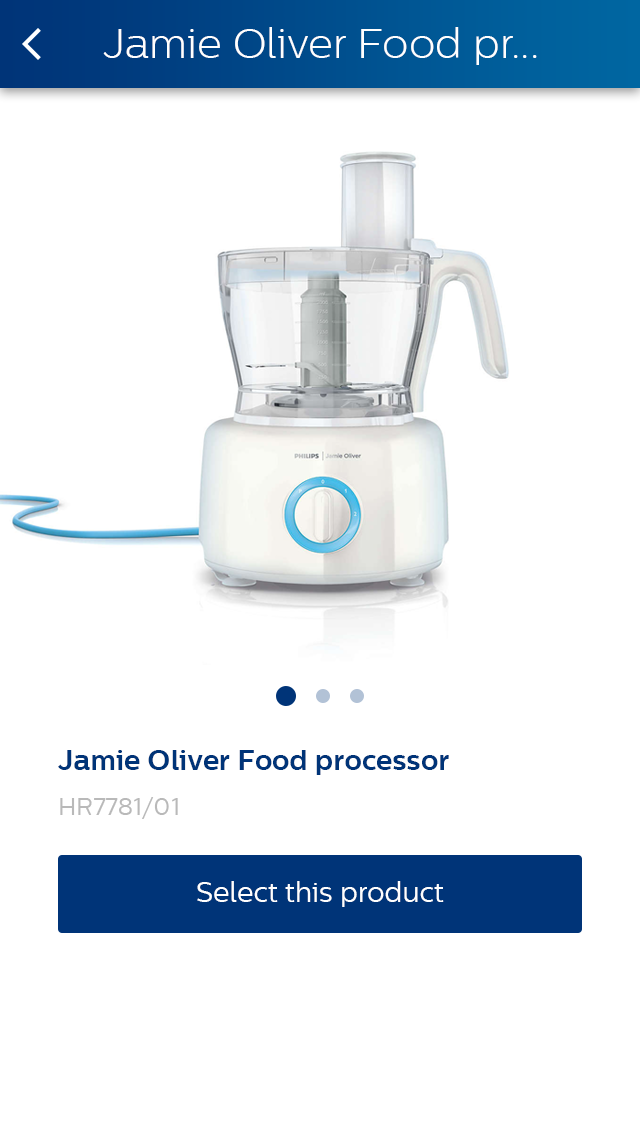 Jamie Oliver Food pr...
PHILIPS | Jamie Oliver
Jamie Oliver Food processor
HR7781/01
Select this product